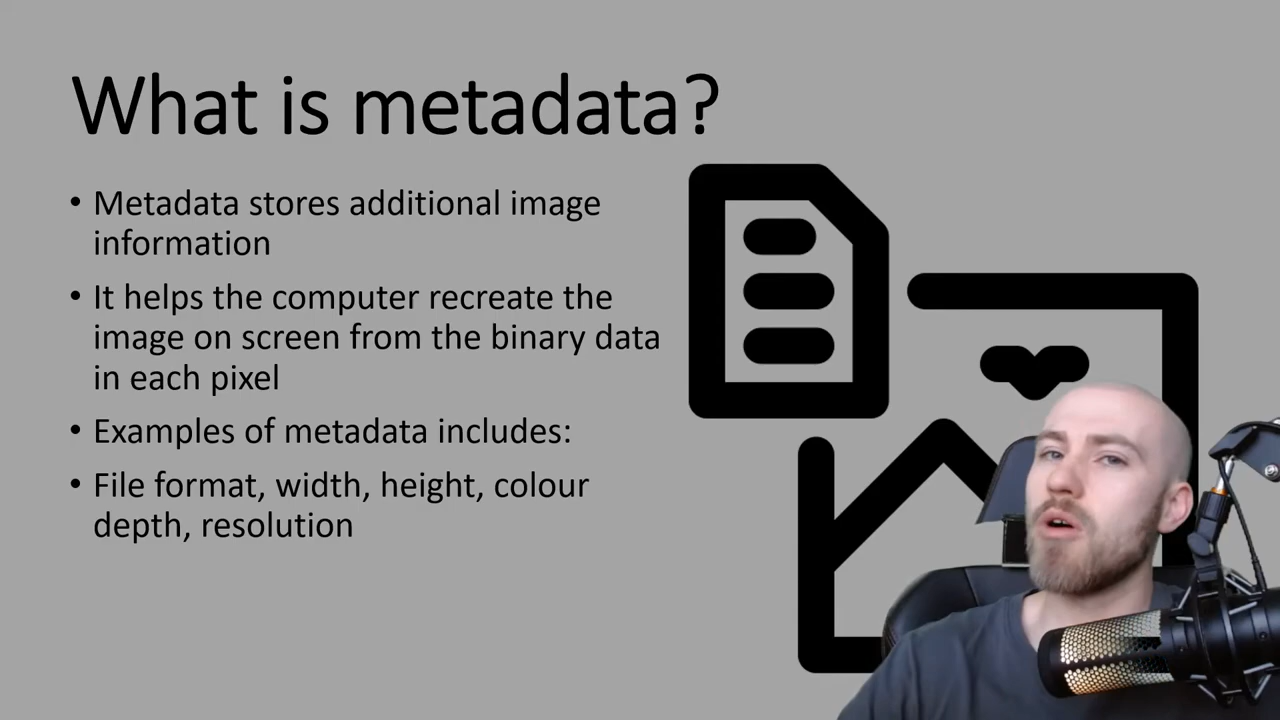 What is metadata?
• Metadata stores additional image
information
• It helps the computer recreate the
image on screen from the binary data
in each pixel
• Examples of metadata includes:
• File format, width, height, colour
depth, resolution